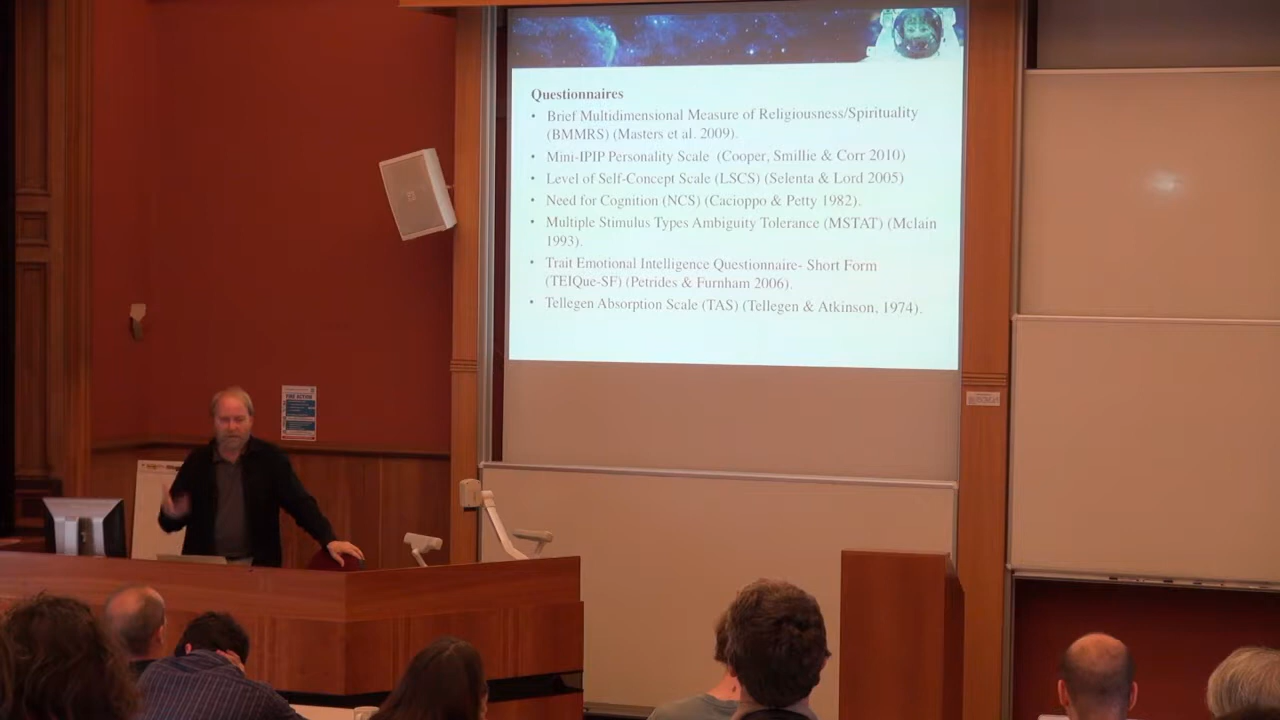 Questionnaires
• Brief Multidimensional Measure of Religiousness/Spirituality
(BMMRS) (Masters et al. 2009).
• Mini-IPIP Personality Scale (Cooper, Smillie & Corr 2010)
• Level of Self-Concept Scale (LSCS) (Selenta & Lord 2005)
• Need for Cognition (NCS) (Cacioppo & Petty 1982).
• Multiple Stimulus Types Ambiguity Tolerance (MSTAT) (Mclain
1993).
• Trait Emotional Intelligence Questionnaire- Short Form
(TEIQue-SF) (Petrides & Furnham 2006).
• Tellegen Absorption Scale (TAS) (Tellegen & Atkinson, 1974).